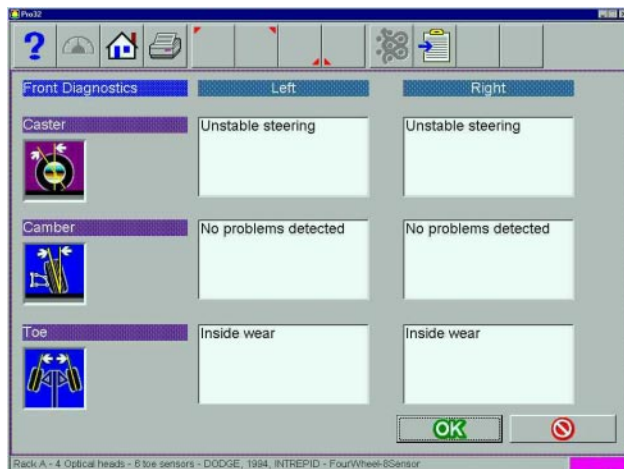 Pro32
Front Diagnostics Left Right
Caster
Unstable steering Unstable steering
Camber
No problems detected No problems detected
Toe
Inside wear Inside wear
OK
Rack A - 4 Optical heads - 6 toe sensors - DODGE, 1994, INTREPID - FourWheel-8Sensor